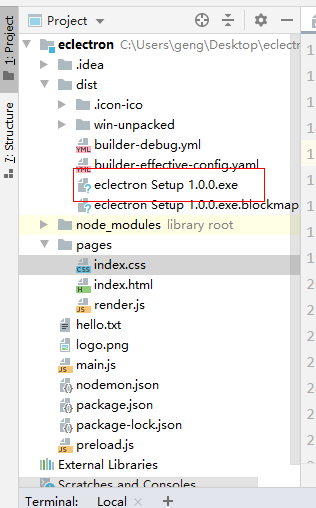 1: Project
7: Structure
Project
eclectron C:\Users\geng\Desktop\eclectr
.idea
dist
.icon-ico
win-unpacked
builder-debug.yml
builder-effective-config.yaml
eclectron Setup 1.0.0.exe
eclectron Setup 1.0.0.exe.blockmap
node_modules library root
pages
index.css
index.html
render.js
hello.txt
logo.png
main.js
nodemon.json
package.json
package-lock.json
preload.js
External Libraries
Scratches and Consoles
Terminal: Local × +